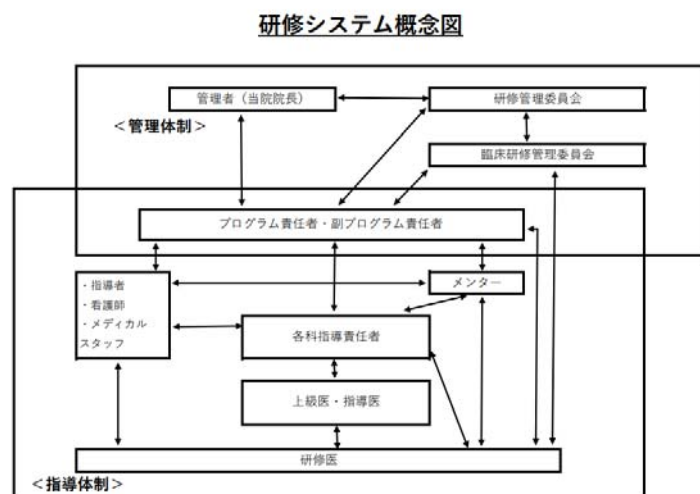 研修システム概念図
管理者（当院院長）
研修管理委員会
＜管理体制＞
臨床研修管理委員会
プログラム責任者・副プログラム責任者
・指導者
・看護師
・メディカル
スタッフ
メンター
各科指導責任者
上級医・指導医
研修医
＜指導体制＞